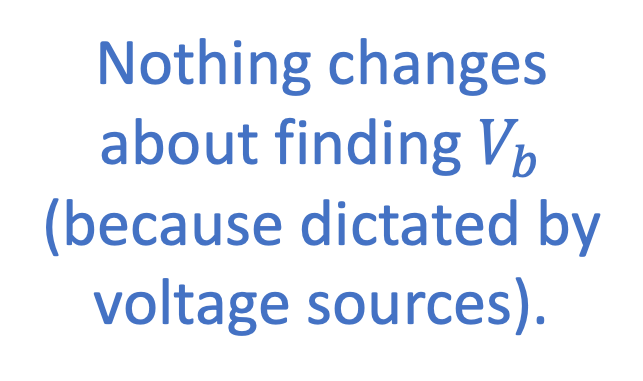 Nothing changes
about finding V_b
(because dictated by
voltage sources).